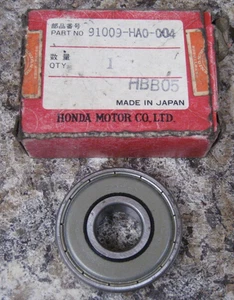 部品番号
PART NO 91009-HA0-004
数量
QTY 1
HBB05
MADE IN JAPAN
HONDA MOTOR CO.,LTD.